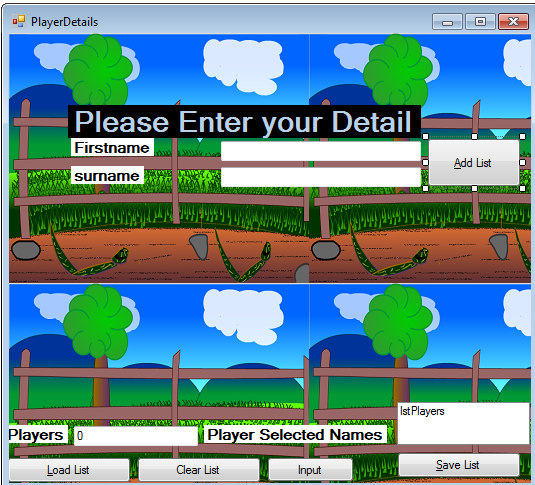 PlayerDetails
Please Enter your Detail
Firstname
surname
Add List
lstPlayers
Players 0 Player Selected Names
Load List Clear List Input Save List